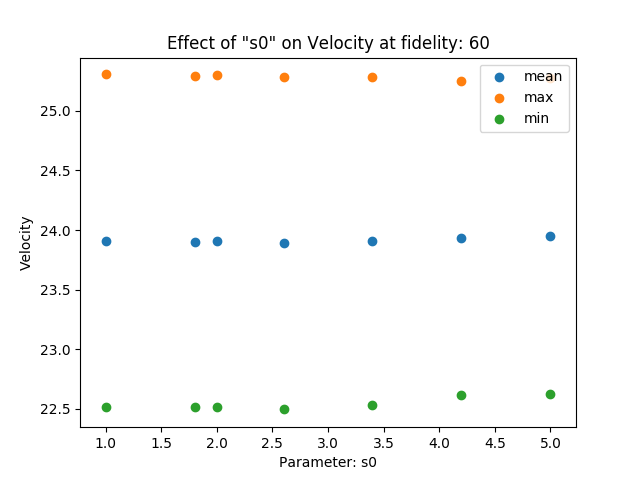 Effect of "s0" on Velocity at fidelity: 60
mean
max
min
25.0
24.5
24.0
23.5
23.0
22.5
Velocity
1.0 1.5 2.0 2.5 3.0 3.5 4.0 4.5 5.0
Parameter: s0